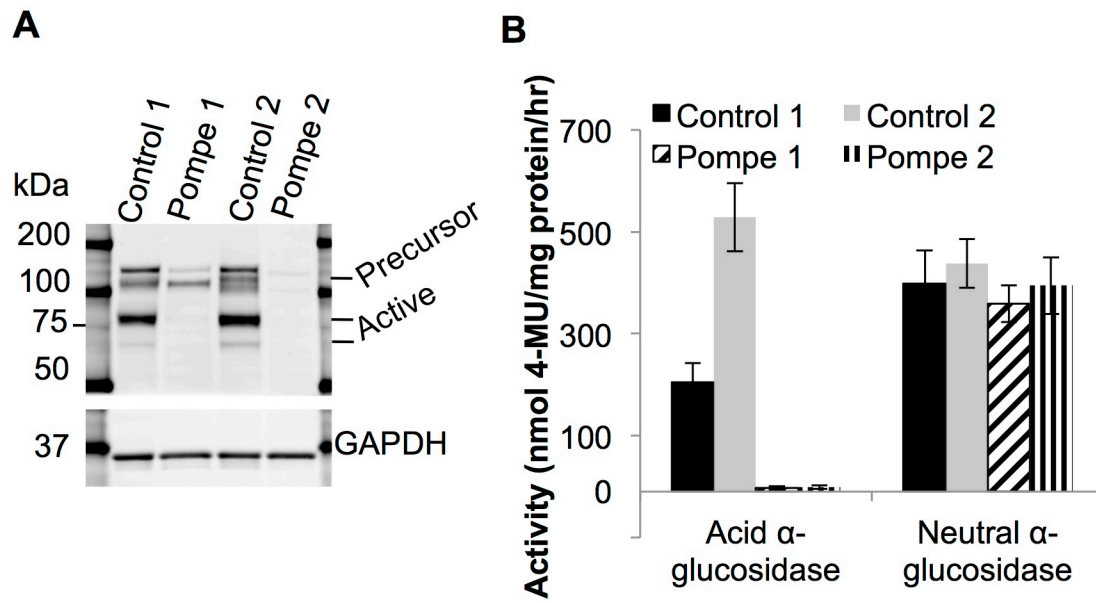 A
kDa
Control 1
Pompe 1
Control 2
Pompe 2
200
100
75
50
37
Precursor
Active
GAPDH
B
Activity (nmol 4-MU/mg protein/hr)
Control 1
Control 2
Pompe 1
Pompe 2
700
500
300
100
0
Acid α-
glucosidase
Neutral α-
glucosidase